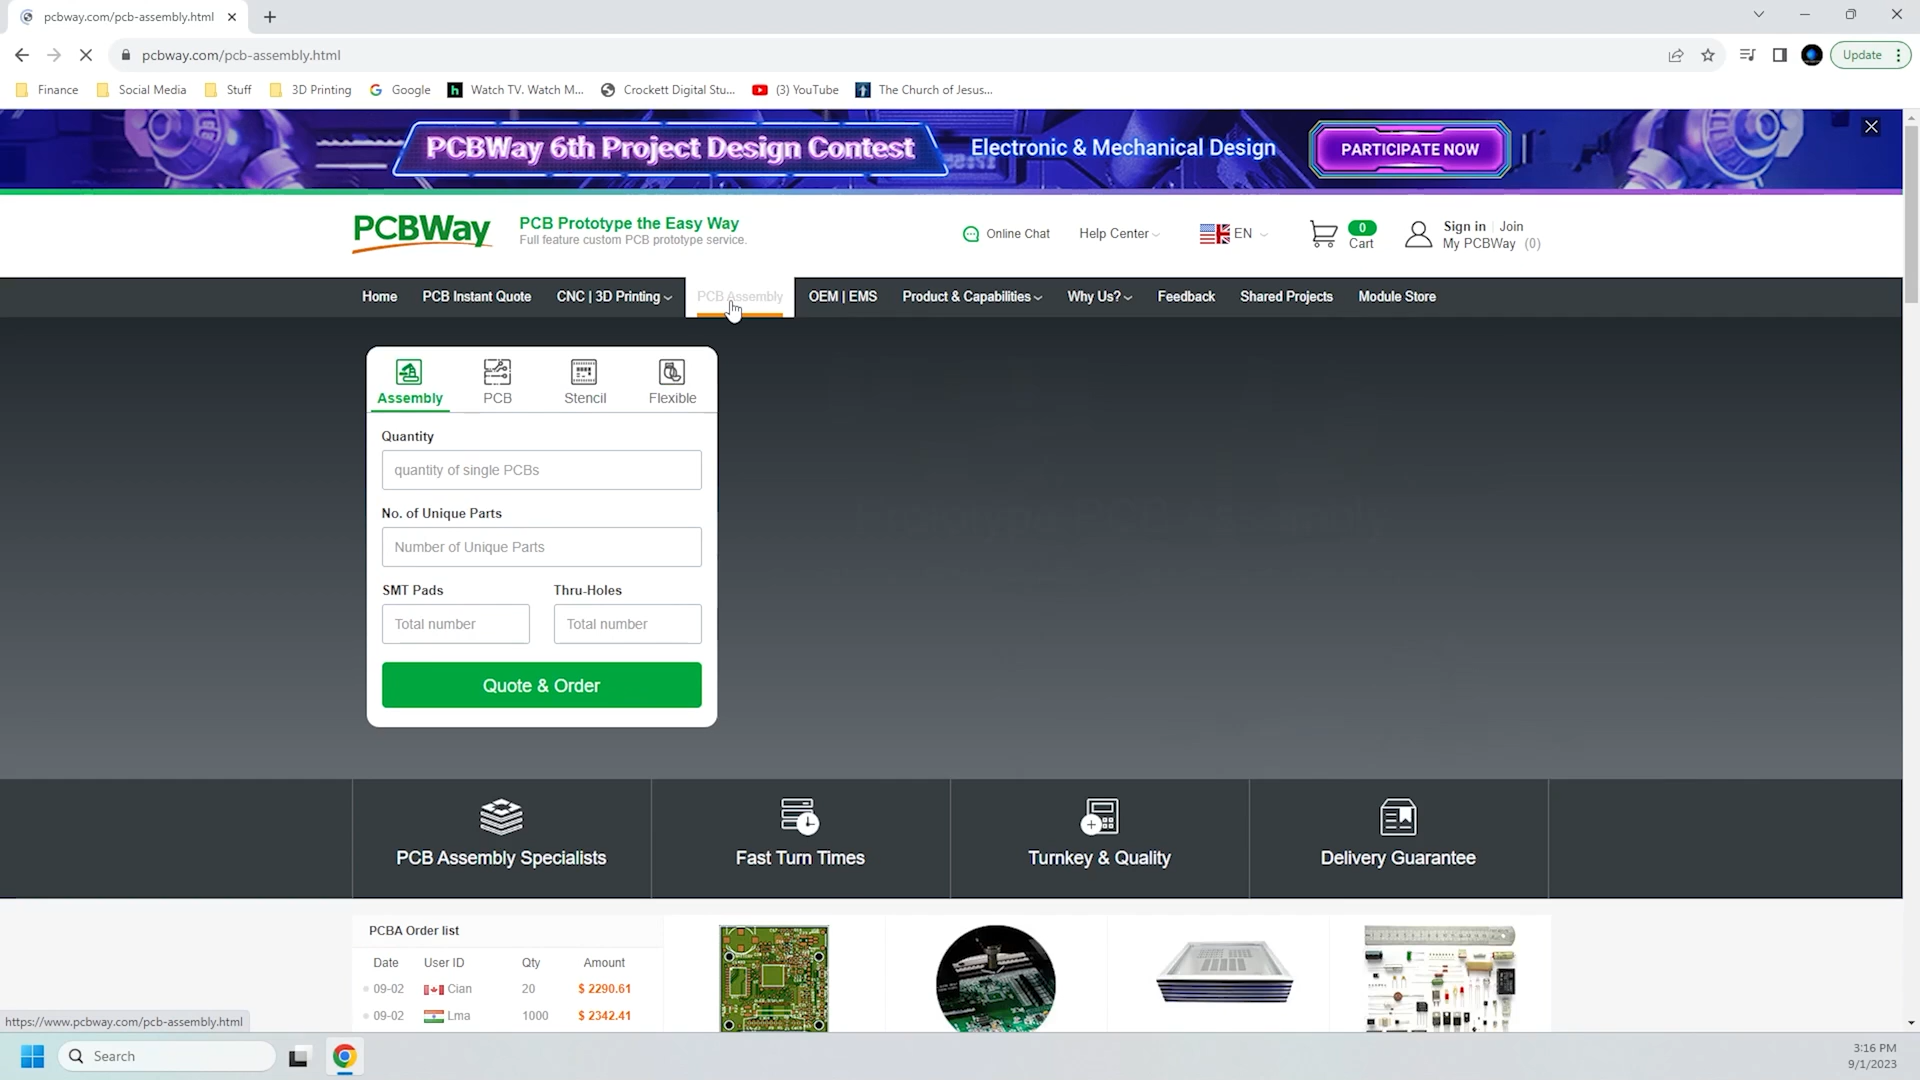 pcbway.com/pcb-assembly.html
pcbway.com/pcb-assembly.html
Update
Finance
Social Media
Stuff
3D Printing
Google
Watch TV. Watch M...
Crockett Digital Stu...
(3) YouTube
The Church of Jesus...
PCBWay 6th Project Design Contest
Electronic & Mechanical Design
PARTICIPATE NOW
PCBWay
PCB Prototype the Easy Way
Full feature custom PCB prototype service.
Online Chat
Help Center
EN
0
Cart
Sign in | Join
My PCBWay (0)
Home
PCB Instant Quote
CNC | 3D Printing
PCB Assembly
OEM | EMS
Product & Capabilities
Why Us?
Feedback
Shared Projects
Module Store
Assembly
PCB
Stencil
Flexible
Quantity
quantity of single PCBs
No. of Unique Parts
Number of Unique Parts
SMT Pads
Thru-Holes
Total number
Total number
Quote & Order
PCB Assembly Specialists
Fast Turn Times
Turnkey & Quality
Delivery Guarantee
PCBA Order list
Date User ID Qty Amount
09-02 Cian 20 $ 2290.61
09-02 Lma 1000 $ 2342.41
https://www.pcbway.com/pcb-assembly.html
Search
3:16 PM
9/1/2023